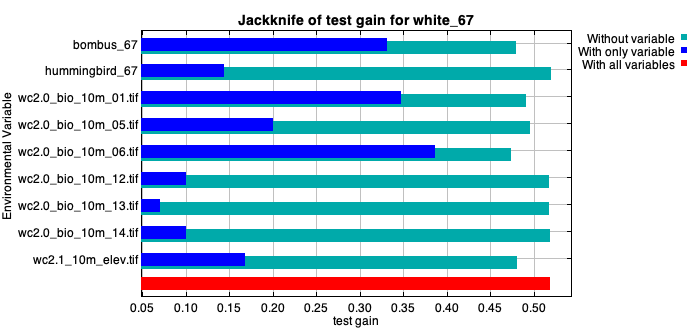 Jackknife of test gain for white_67
Without variable
With only variable
With all variables
Environmental Variable
bombus_67
hummingbird_67
wc2.0_bio_10m_01.tif
wc2.0_bio_10m_05.tif
wc2.0_bio_10m_06.tif
wc2.0_bio_10m_12.tif
wc2.0_bio_10m_13.tif
wc2.0_bio_10m_14.tif
wc2.1_10m_elev.tif
0.05 0.10 0.15 0.20 0.25 0.30 0.35 0.40 0.45 0.50
test gain